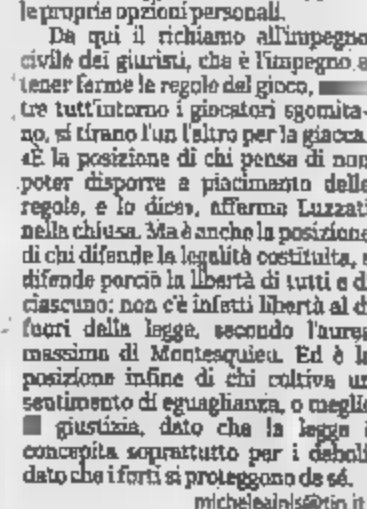 le proprie opzioni personali.
Da qui il richiamo all'impegno
civile dei giuristi, che è l'impegno a
tener ferme le regole del gioco,
tre tutt'intorno i giocatori sgomita-
no, si tirano l'un l'altro per la giacca.
«È la posizione di chi pensa di non
poter disporre a piacimento delle
regole, e lo dice», afferma Luzzati
nella chiusa. Ma è anche la posizione
di chi difende la legalità costituita, e
difende perciò la libertà di tutti e di
ciascuno: non c'è infatti libertà al di
fuori della legge, secondo l'aurea
massima di Montesquieu. Ed è la
posizione infine di chi coltiva un
sentimento di eguaglianza, o meglio
giustizia, dato che la legge è
concepita soprattutto per i deboli
dato che i forti si proteggono da sé.
micheleainis@tin.it